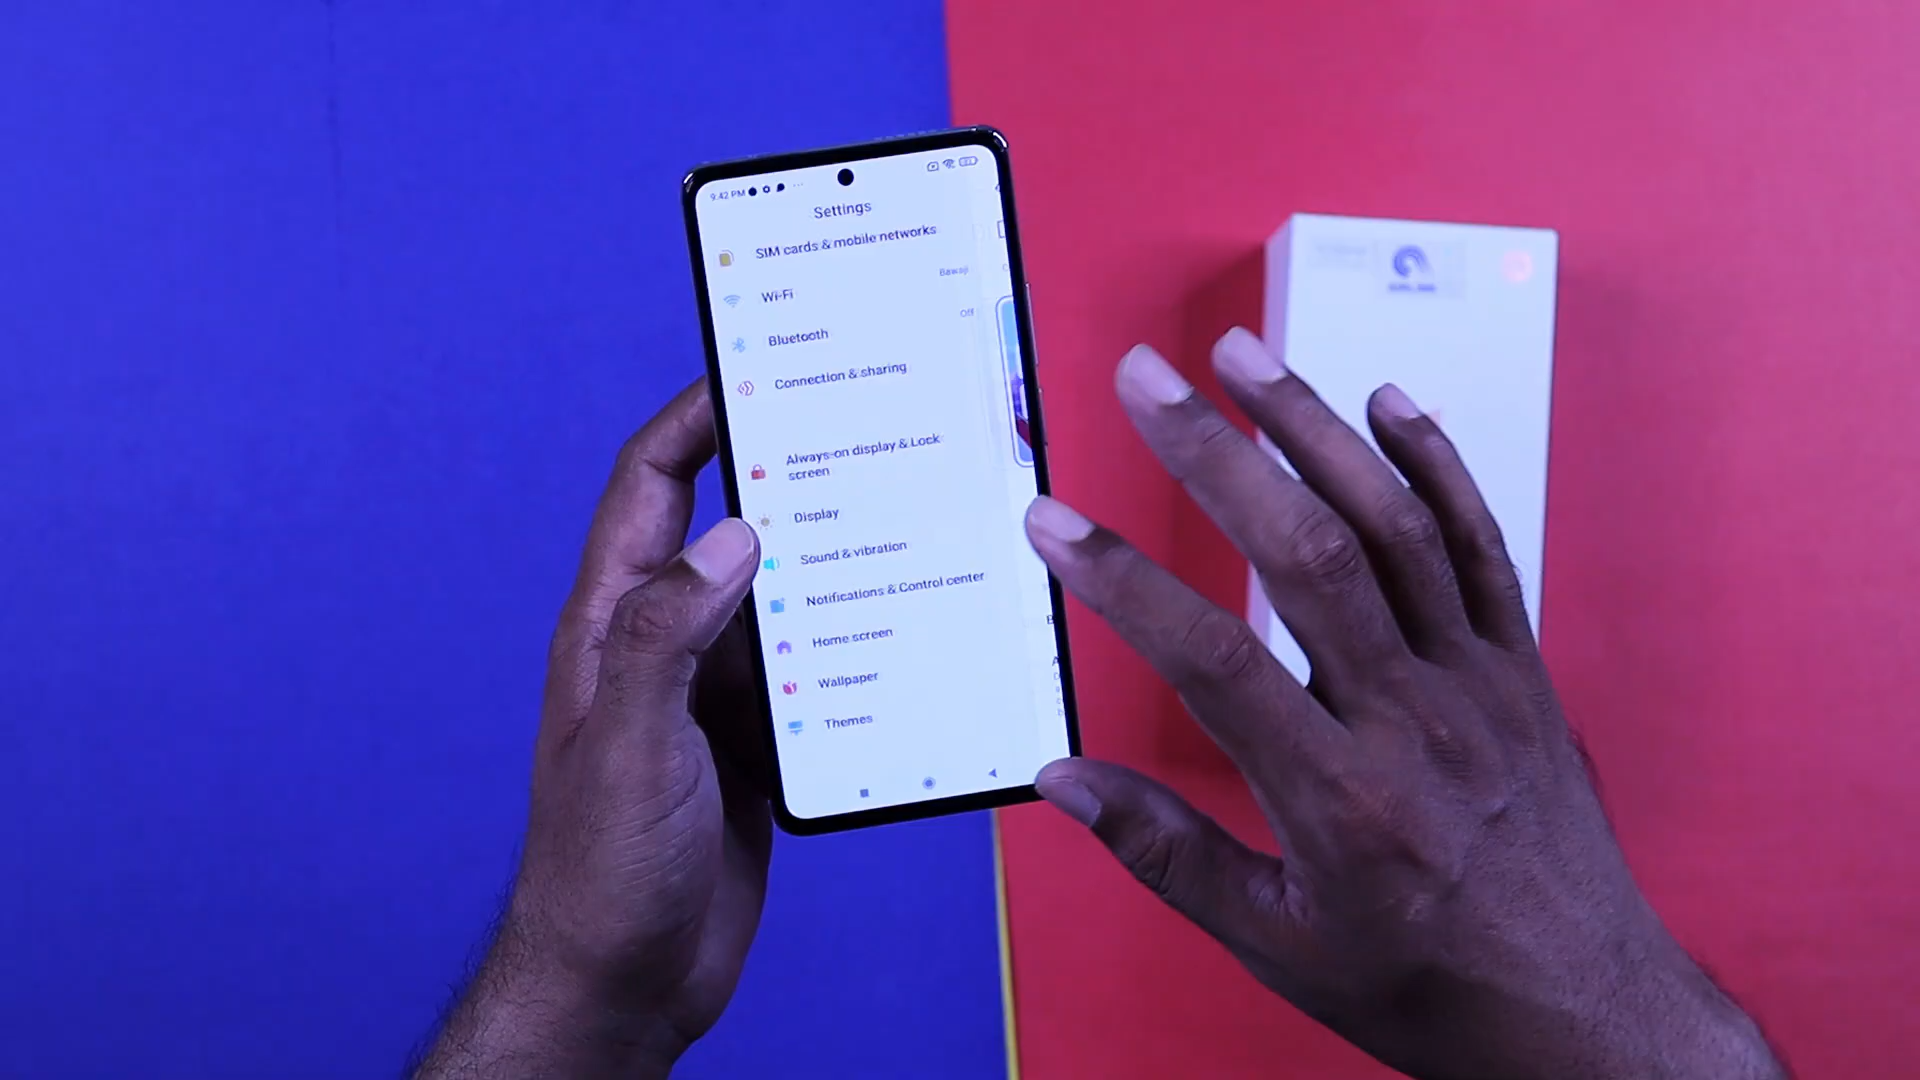 9:42 PM
Settings
SIM cards & mobile networks
Wi-Fi
Bawaji
Bluetooth
Off
Connection & sharing
Always-on display & Lock
screen
Display
Sound & vibration
Notifications & Control center
Home screen
Wallpaper
Themes